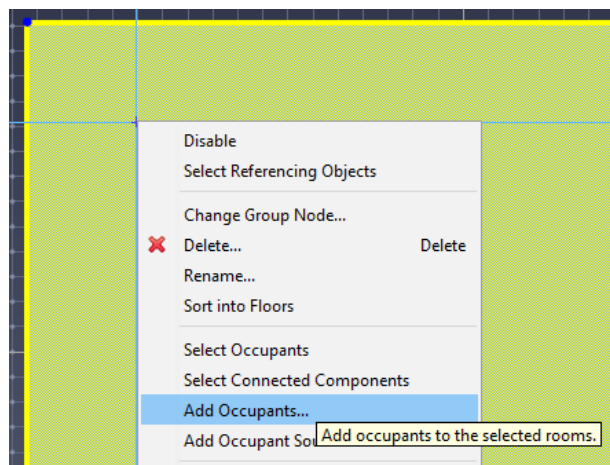 Disable
Select Referencing Objects
Change Group Node...
Delete... Delete
Rename...
Sort into Floors
Select Occupants
Select Connected Components
Add Occupants...
Add occupants to the selected rooms.
Add Occupant